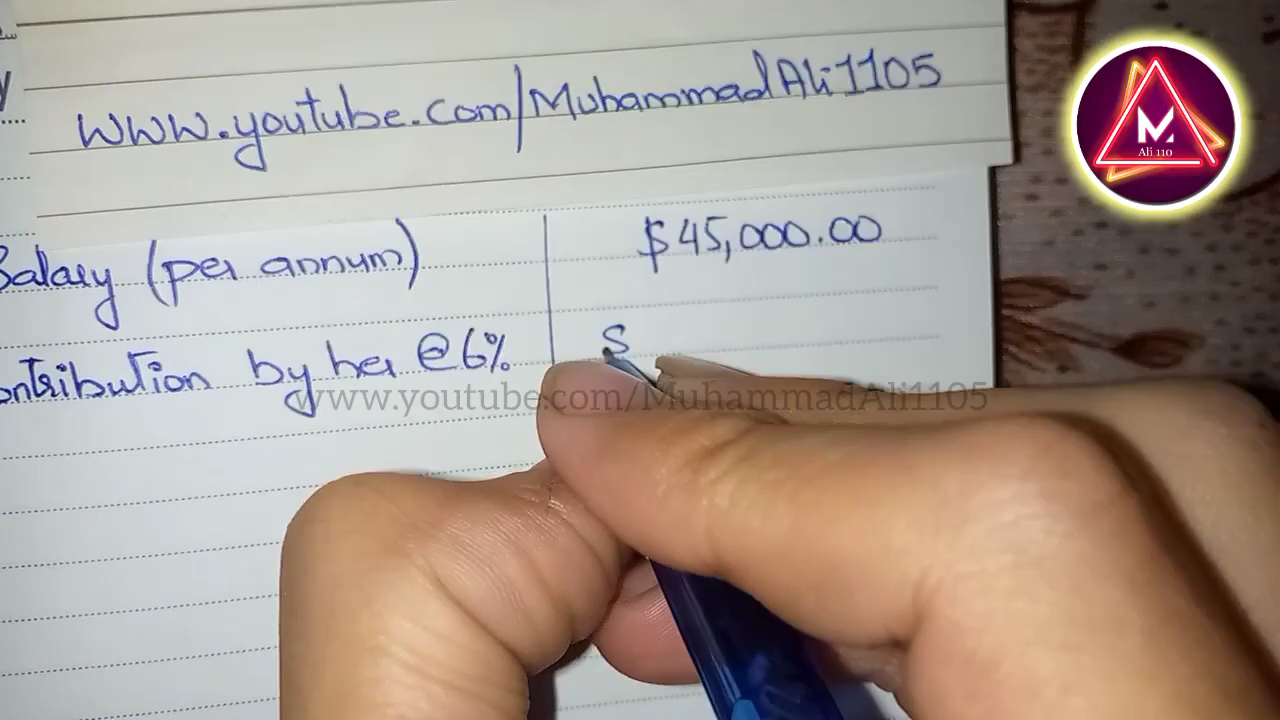 www.youtube.com/MuhammadAli1105
M
Ali 110
Salary (per annum) $45,000.00
ontribution by her @6% S
www.youtube.com/MuhammadAli1105